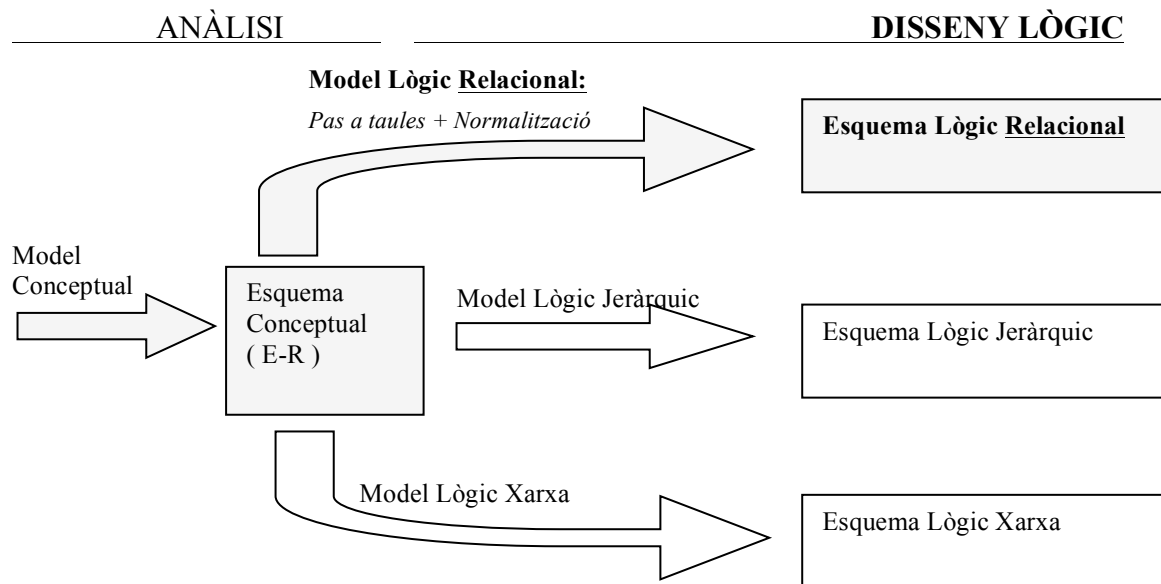 ANÀLISI
DISSENY LÒGIC
Model Lògic Relacional:
Pas a taules + Normalització
Esquema Lògic Relacional
Model
Conceptual
Esquema
Conceptual
( E-R )
Model Lògic Jeràrquic
Esquema Lògic Jeràrquic
Model Lògic Xarxa
Esquema Lògic Xarxa